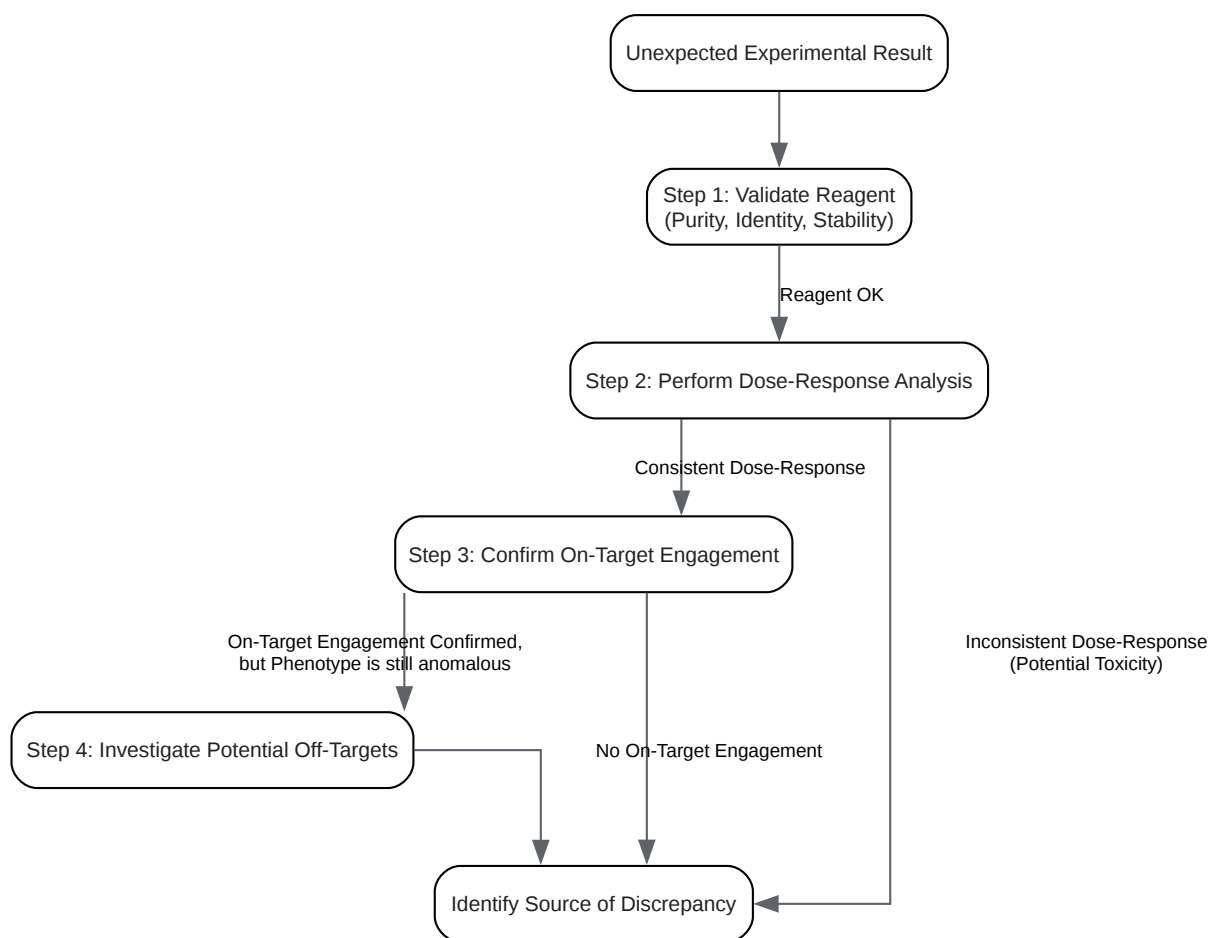 Unexpected Experimental Result
Step 1: Validate Reagent
(Purity, Identity, Stability)
Reagent OK
Step 2: Perform Dose-Response Analysis
Consistent Dose-Response
Step 3: Confirm On-Target Engagement
On-Target Engagement Confirmed,
but Phenotype is still anomalous
Inconsistent Dose-Response
(Potential Toxicity)
Step 4: Investigate Potential Off-Targets
No On-Target Engagement
Identify Source of Discrepancy